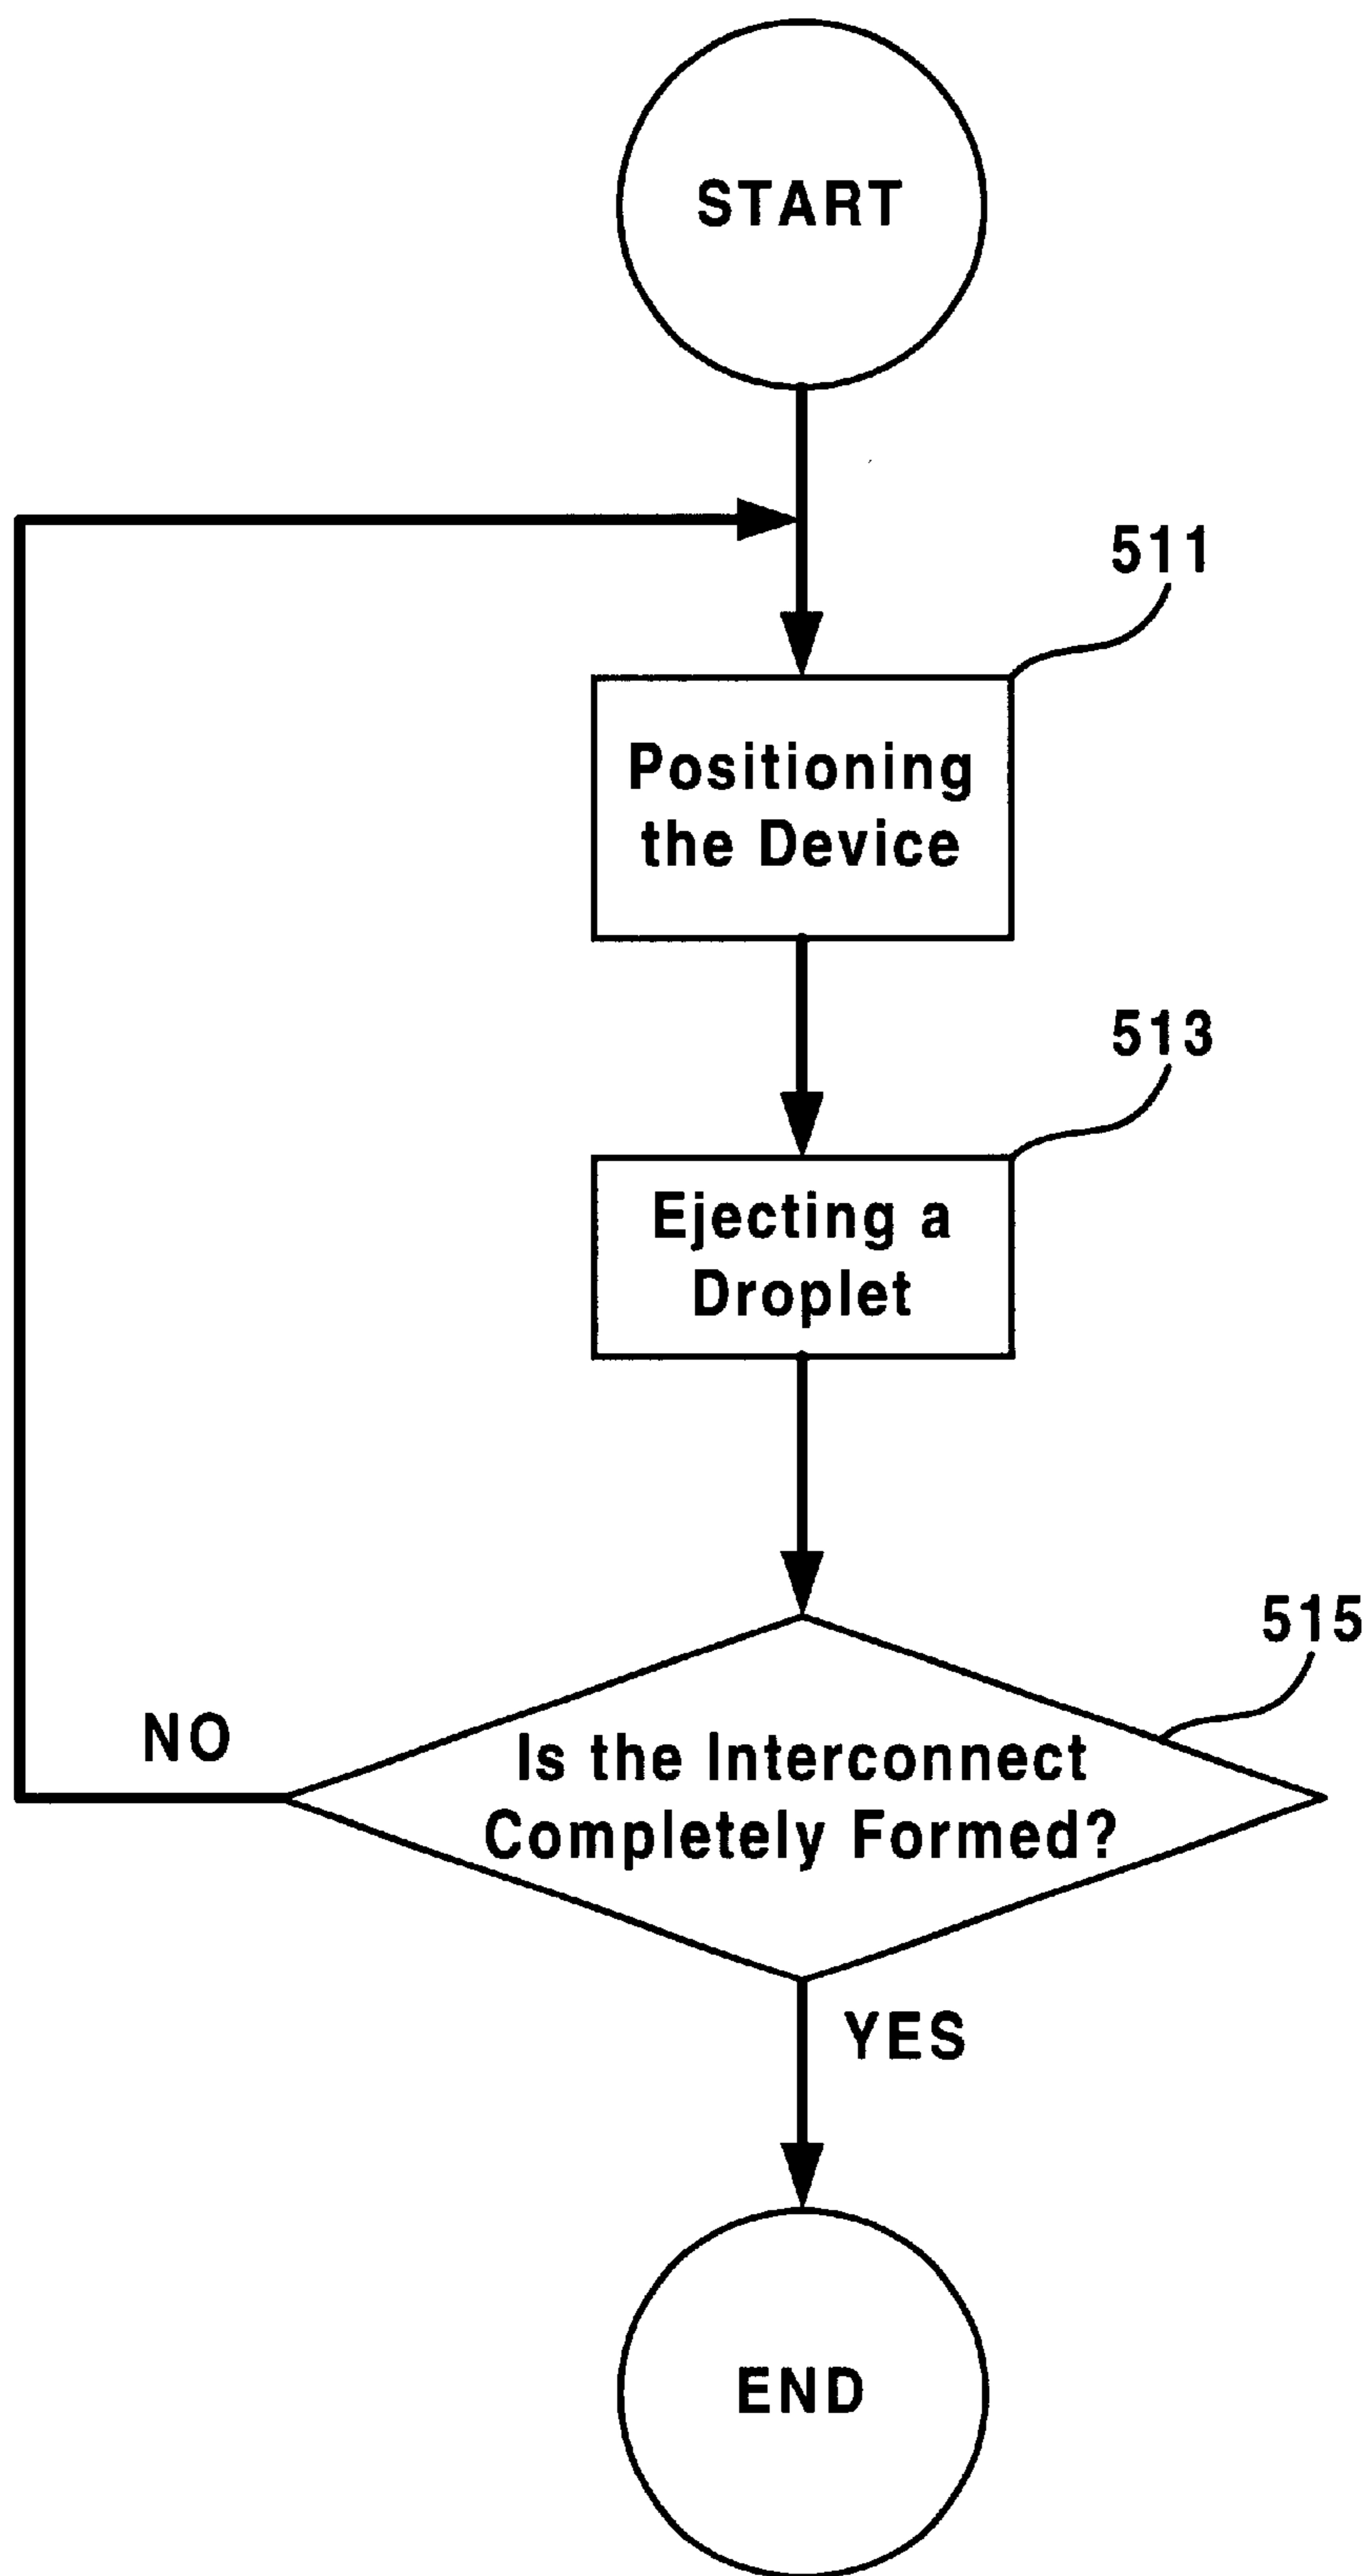 START
511
Positioning
the Device
513
Ejecting a
Droplet
515
NO
Is the Interconnect
Completely Formed?
YES
END